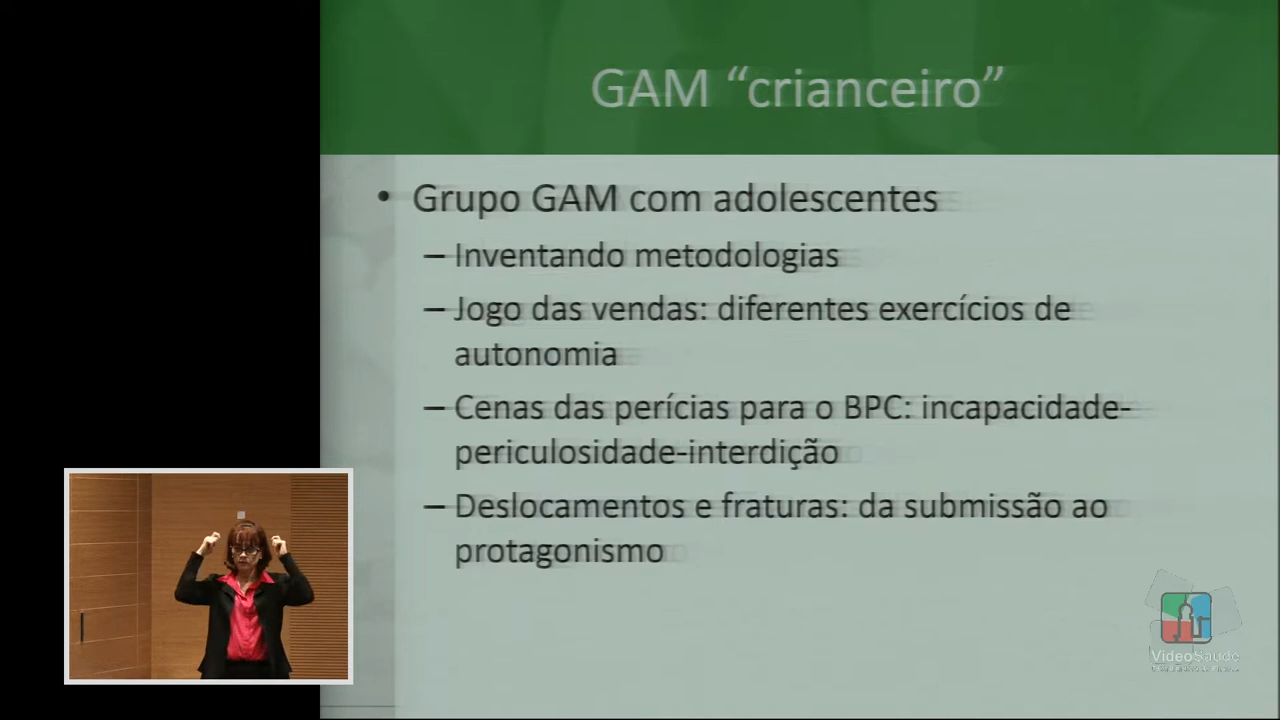 GAM “crianceiro”
• Grupo GAM com adolescentes
– Inventando metodologias
– Jogo das vendas: diferentes exercícios de
autonomia
– Cenas das perícias para o BPC: incapacidade-
periculosidade-interdição
– Deslocamentos e fraturas: da submissão ao
protagonismo
VideoSaúde